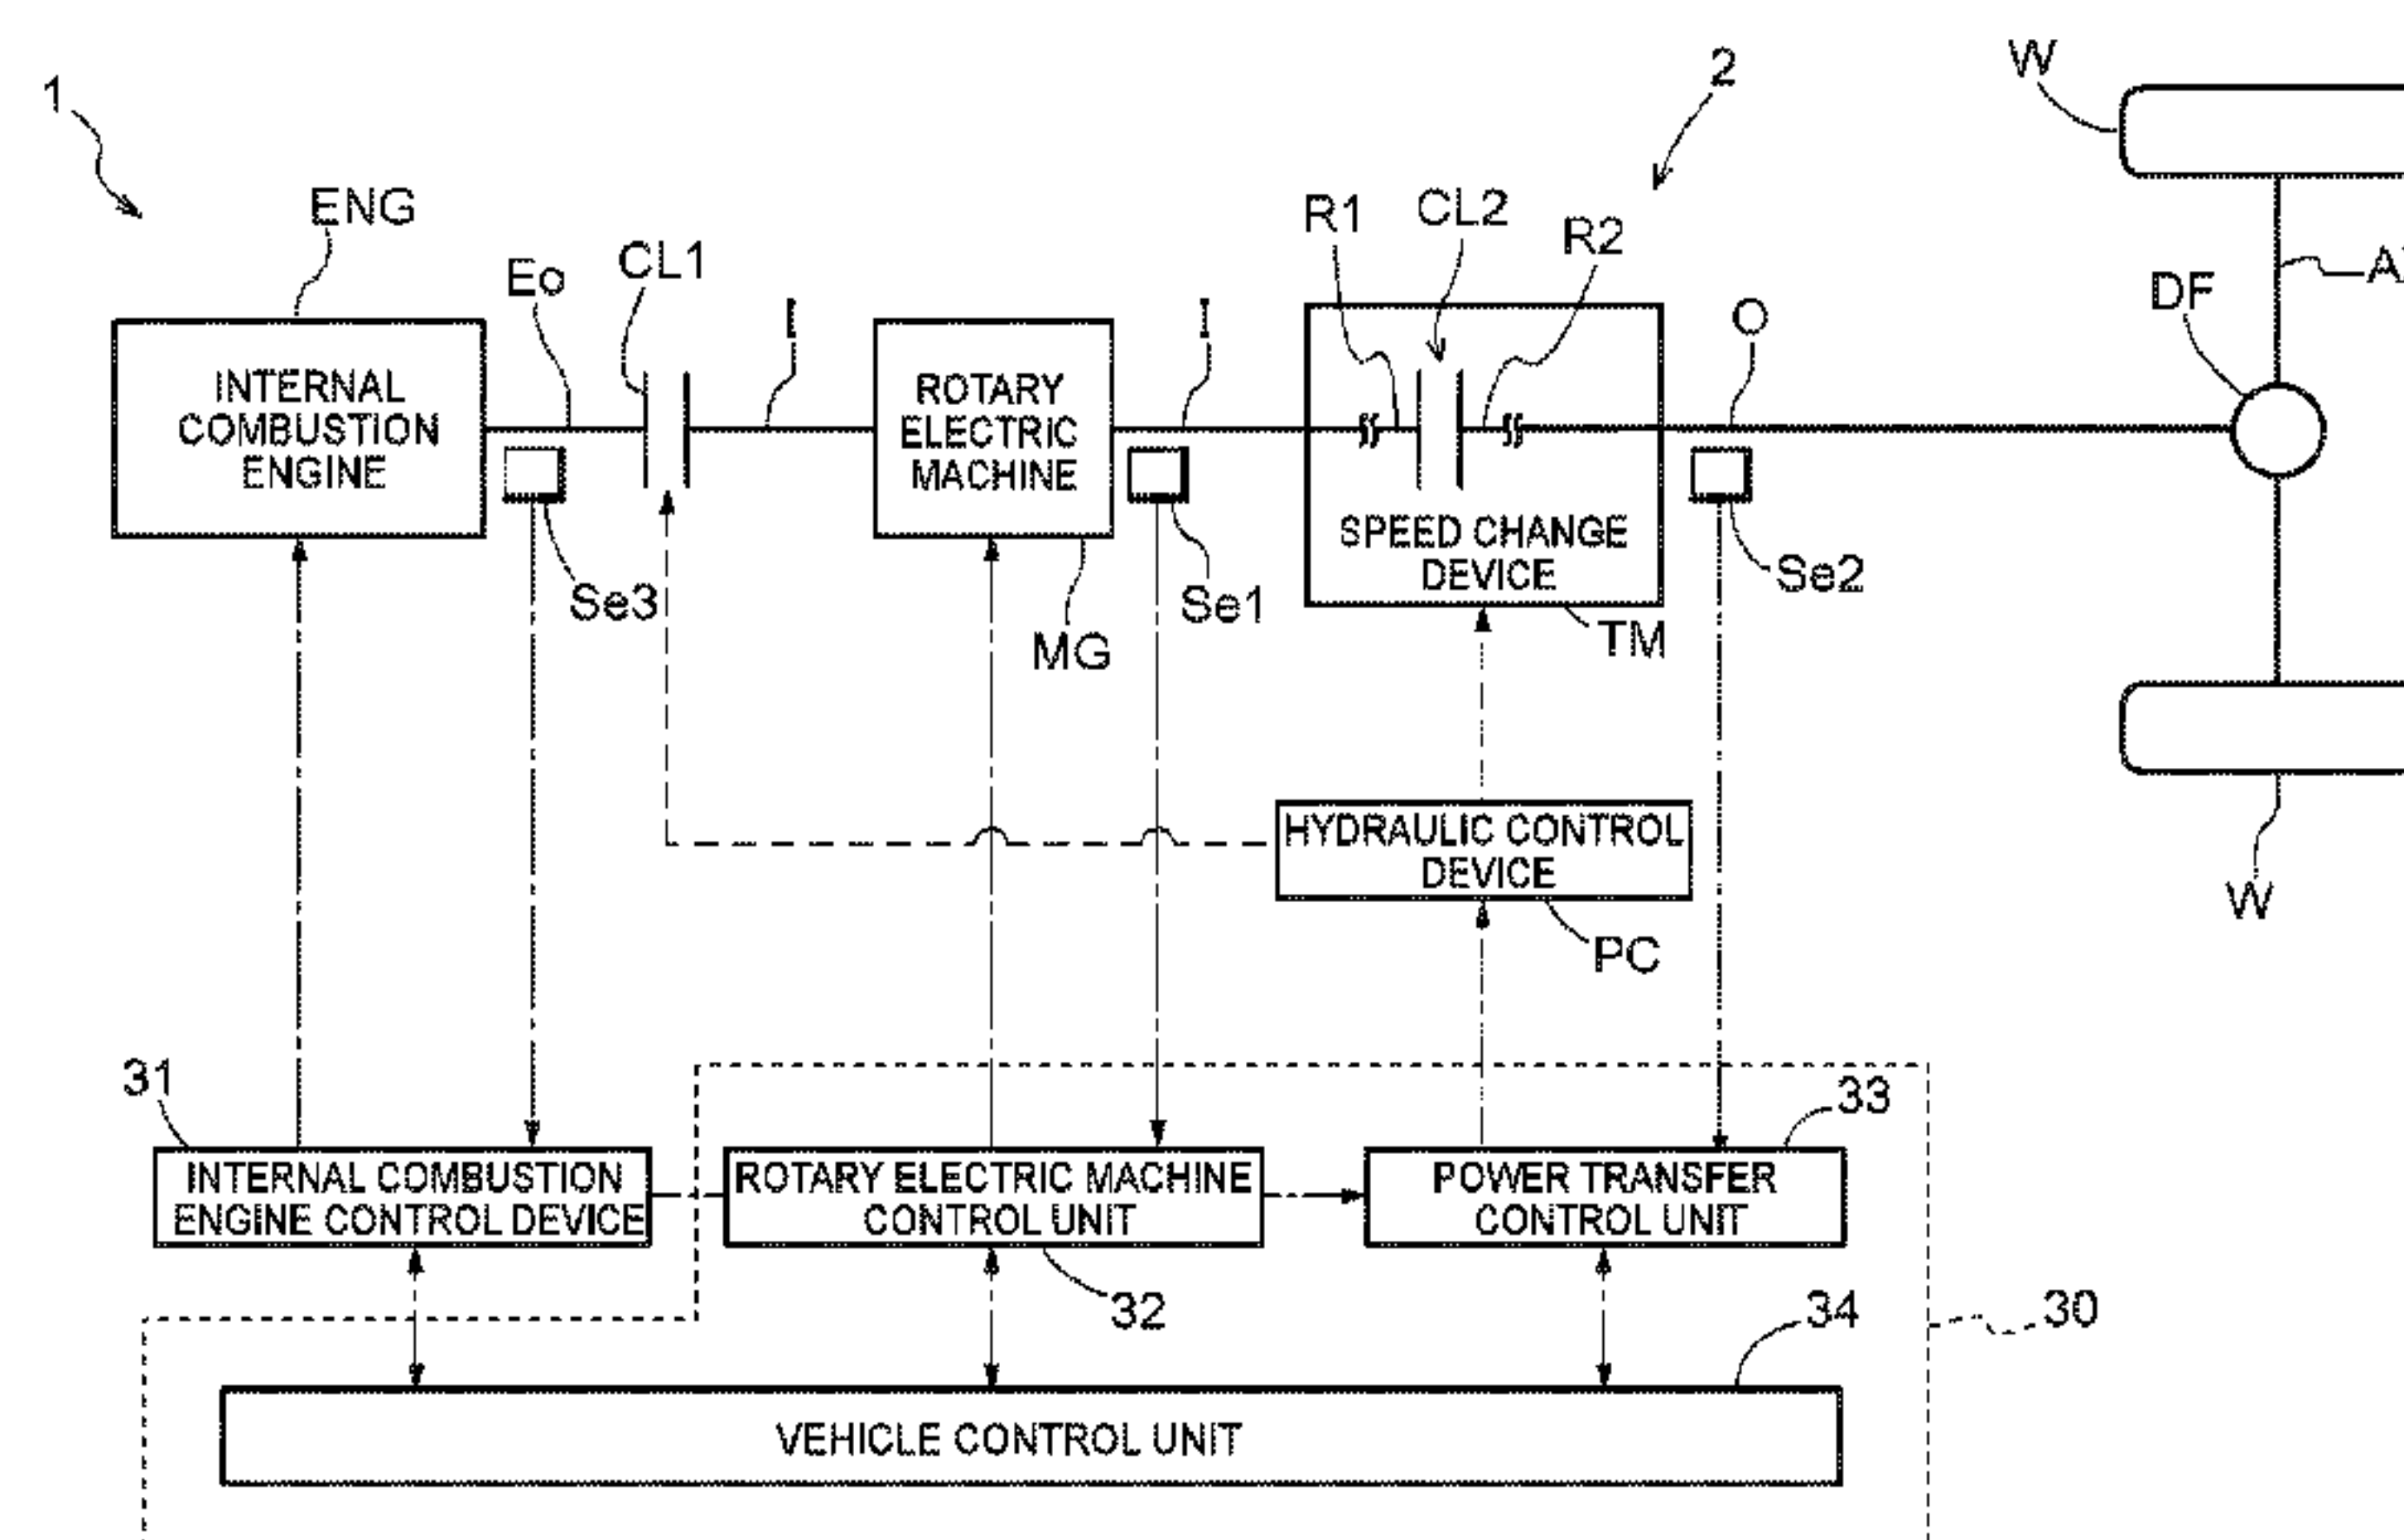 1
2
W
ENG
Eo
CL1
I
I
R1
CL2
R2
O
DF
INTERNAL
COMBUSTION
ENGINE
ROTARY
ELECTRIC
MACHINE
SPEED CHANGE
DEVICE
Se3
MG
Se1
TM
Se2
HYDRAULIC CONTROL
DEVICE
PC
W
31
33
INTERNAL COMBUSTION
ENGINE CONTROL DEVICE
ROTARY ELECTRIC MACHINE
CONTROL UNIT
POWER TRANSFER
CONTROL UNIT
32
34
30
VEHICLE CONTROL UNIT